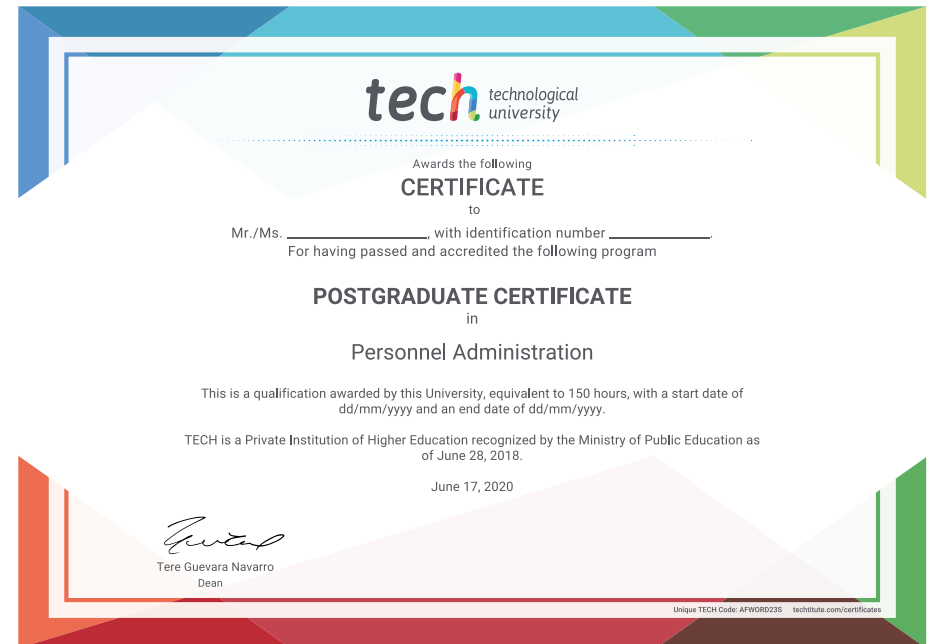 tech technological
university
Awards the following
CERTIFICATE
to
Mr./Ms. ____________________, with identification number ______________.
For having passed and accredited the following program
POSTGRADUATE CERTIFICATE
in
Personnel Administration
This is a qualification awarded by this University, equivalent to 150 hours, with a start date of
dd/mm/yyyy and an end date of dd/mm/yyyy.
TECH is a Private Institution of Higher Education recognized by the Ministry of Public Education as
of June 28, 2018.
June 17, 2020
Tere Guevara Navarro
Dean
Unique TECH Code: AFWORD23S techtitute.com/certificates